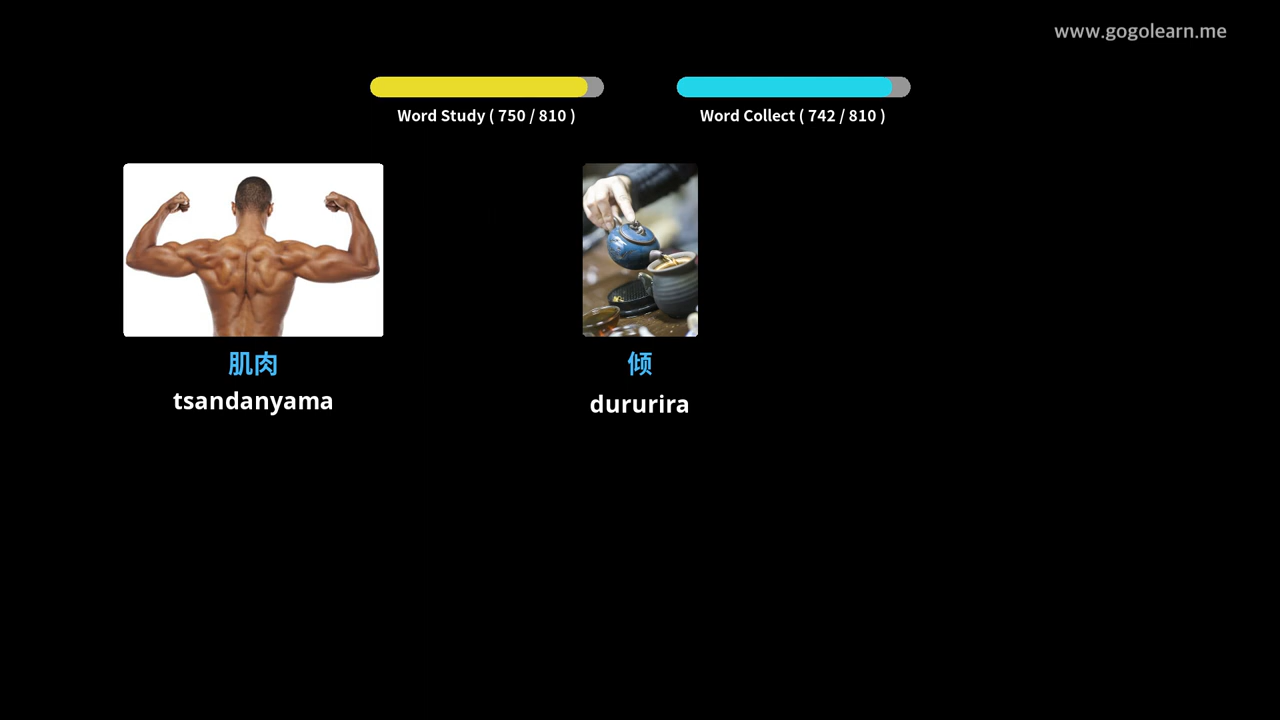 www.gogolearn.me
Word Study ( 750 / 810 )
Word Collect ( 742 / 810 )
肌肉
tsandanyama
倾
dururira